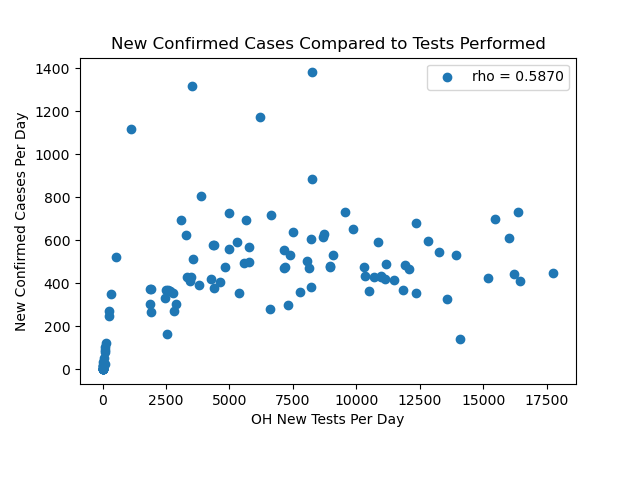 New Confirmed Cases Compared to Tests Performed
rho = 0.5870
1400
1200
1000
800
600
400
200
0
New Confirmed Caeses Per Day
0 2500 5000 7500 10000 12500 15000 17500
OH New Tests Per Day